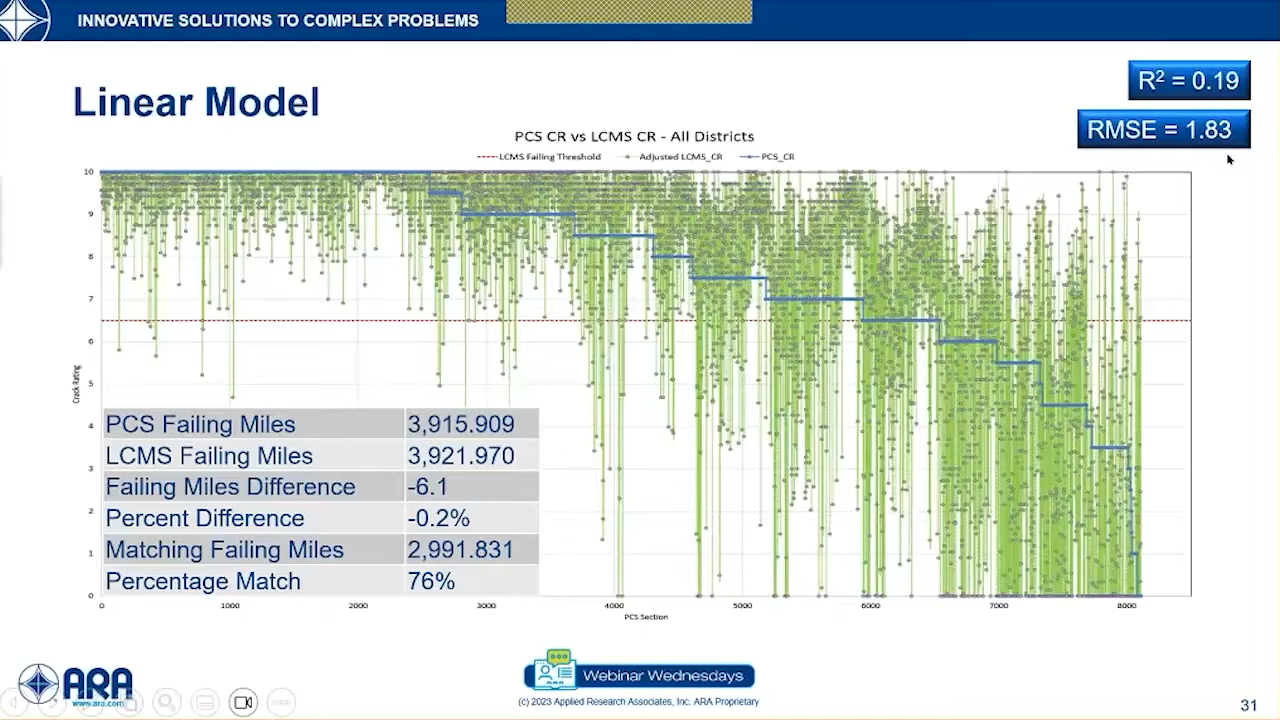 INNOVATIVE SOLUTIONS TO COMPLEX PROBLEMS
Linear Model
R² = 0.19
RMSE = 1.83
PCS CR vs LCMS CR - All Districts
LCMS Failing Threshold Adjusted LCMS_CR PCS_CR
10
9
8
7
6
5
4
3
2
1
0
Crack Rating
0 1000 2000 3000 4000 5000 6000 7000 8000
PCS Section
PCS Failing Miles 3,915.909
LCMS Failing Miles 3,921.970
Failing Miles Difference -6.1
Percent Difference -0.2%
Matching Failing Miles 2,991.831
Percentage Match 76%
ARA
www.ara.com
Webinar Wednesdays
(c) 2023 Applied Research Associates, Inc. ARA Proprietary
31